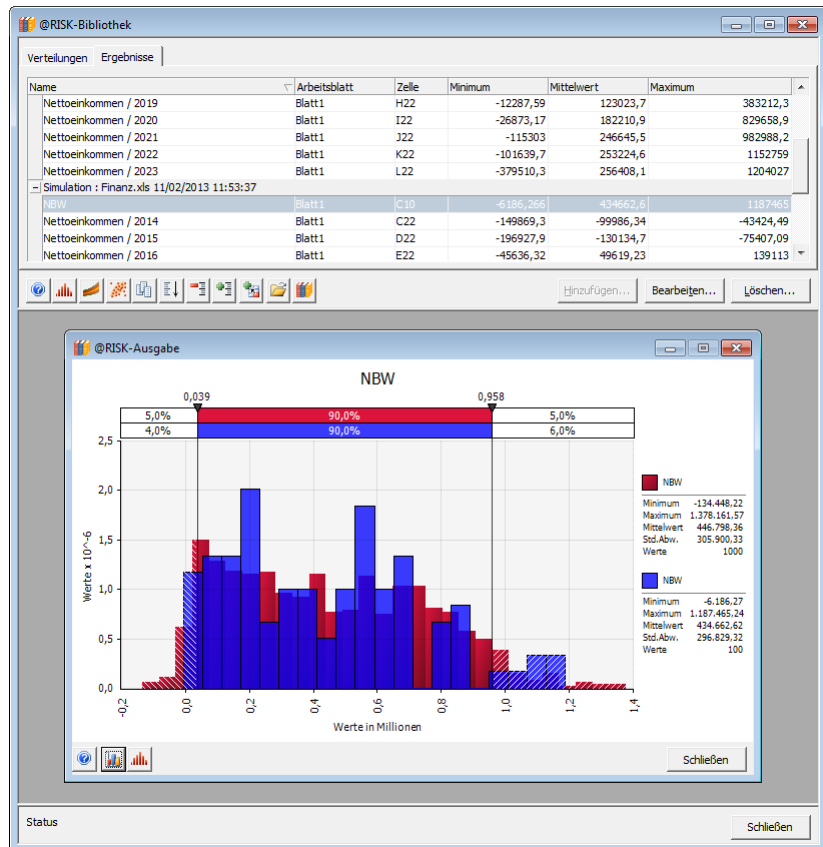 @RISK-Bibliothek
Verteilungen Ergebnisse
Name Arbeitsblatt Zelle Minimum Mittelwert Maximum
Nettoeinkommen / 2019 Blatt1 H22 -12287,59 123023,7 383212,3
Nettoeinkommen / 2020 Blatt1 I22 -26873,17 182210,9 829658,9
Nettoeinkommen / 2021 Blatt1 J22 -115303 246645,5 982988,2
Nettoeinkommen / 2022 Blatt1 K22 -101639,7 253224,6 1152759
Nettoeinkommen / 2023 Blatt1 L22 -379510,3 256408,1 1204027
Simulation : Finanz.xls 11/02/2013 11:53:37
NBW Blatt1 C10 -6186,266 434662,6 1187465
Nettoeinkommen / 2014 Blatt1 C22 -149869,3 -99986,34 -43424,49
Nettoeinkommen / 2015 Blatt1 D22 -196927,9 -130134,7 -75407,09
Nettoeinkommen / 2016 Blatt1 E22 -45636,32 49619,23 139113
Hinzufügen... Bearbeiten... Löschen...
@RISK-Ausgabe
NBW
0,039 0,958
5,0% 90,0% 5,0%
4,0% 90,0% 6,0%
2,5
2,0
1,5
1,0
0,5
0,0
Werte x 10^-6
-0,2 0,0 0,2 0,4 0,6 0,8 1,0 1,2 1,4
Werte in Millionen
NBW
Minimum -134.448,22
Maximum 1.378.161,57
Mittelwert 446.798,36
Std.Abw. 305.900,33
Werte 1000
NBW
Minimum -6.186,27
Maximum 1.187.465,24
Mittelwert 434.662,62
Std.Abw. 296.829,32
Werte 100
Schließen
Status
Schließen